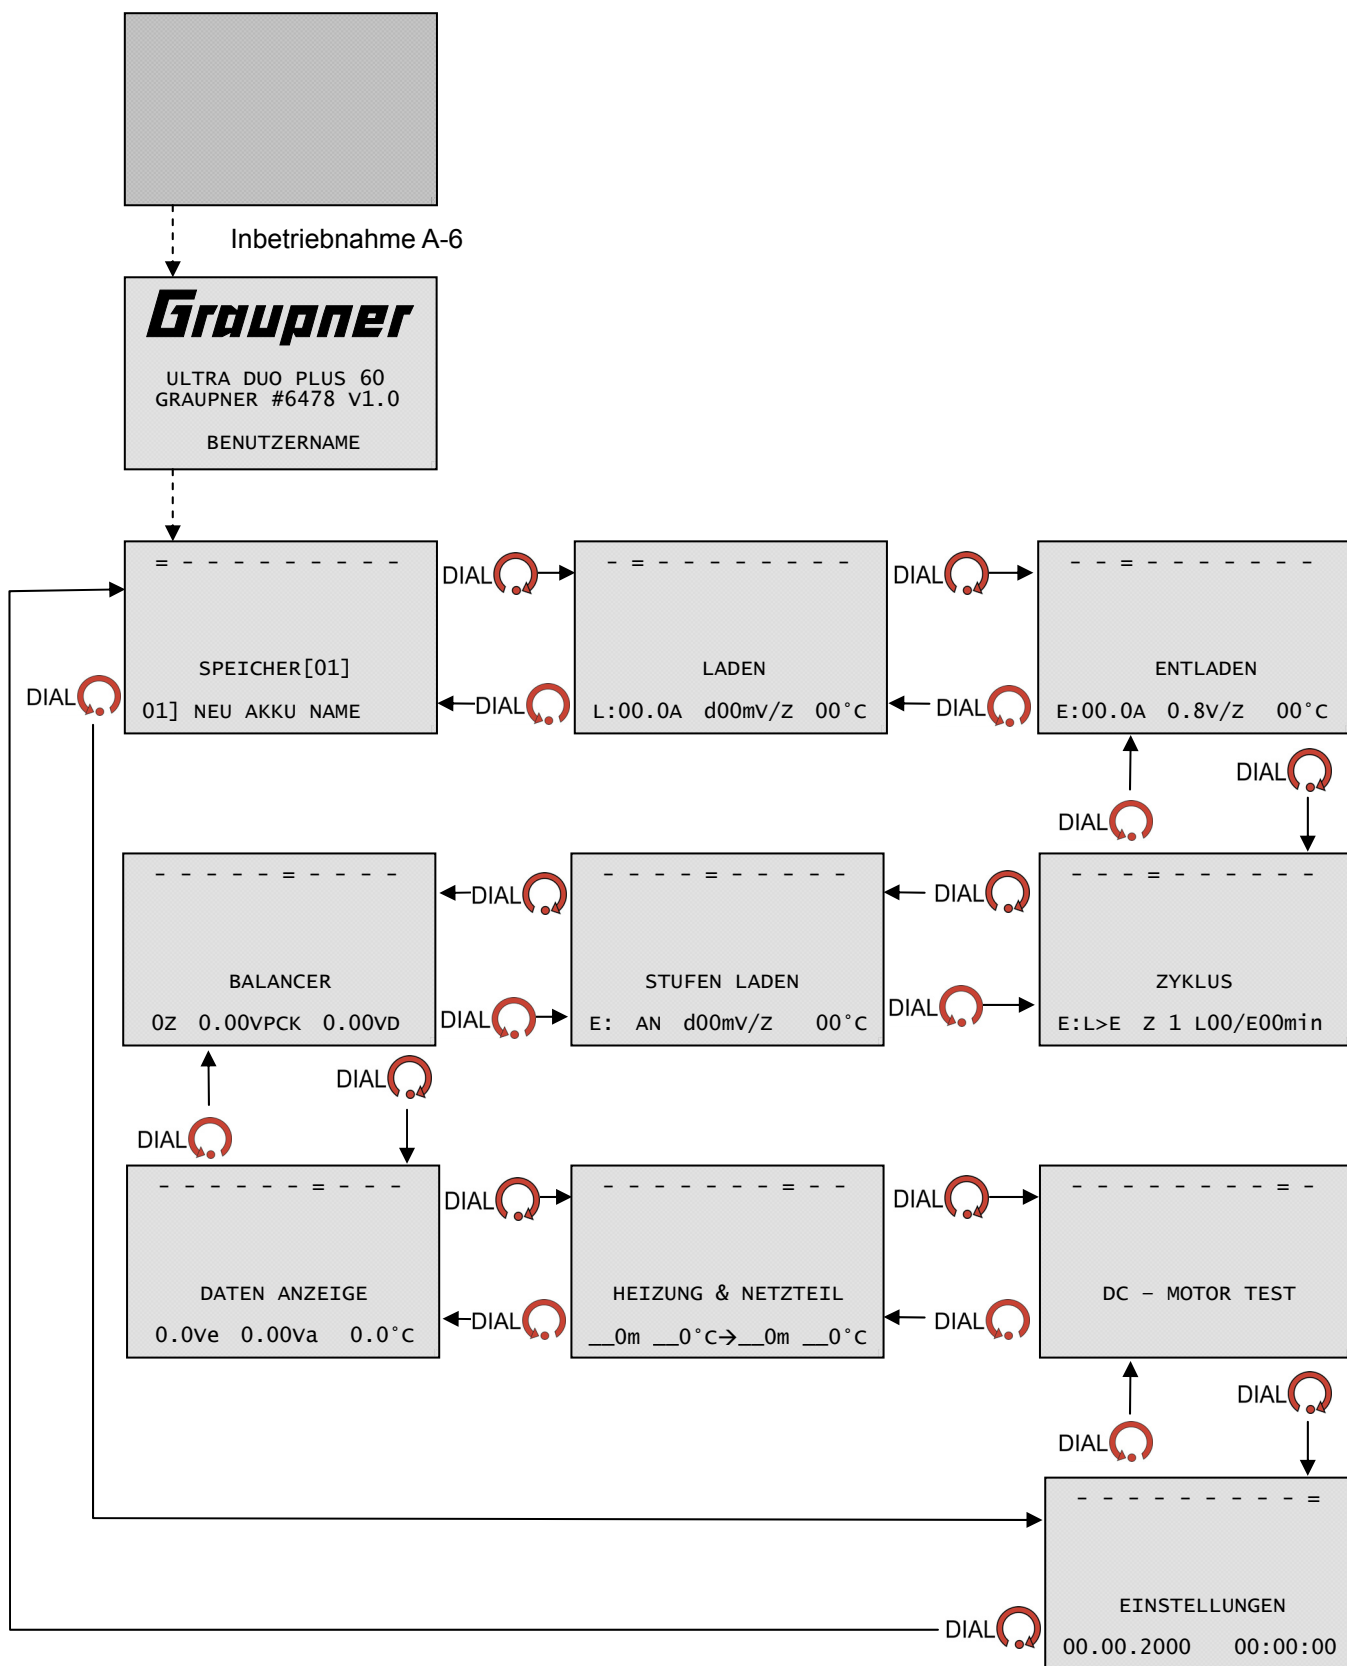 Inbetriebnahme A-6
Graupner
ULTRA DUO PLUS 60
GRAUPNER #6478 V1.0
BENUTZERNAME
= - - - - - - - - - -
SPEICHER[01]
01] NEU AKKU NAME
DIAL
DIAL
DIAL
- = - - - - - - - - -
LADEN
L:00.0A d00mV/Z 00°C
DIAL
DIAL
- - = - - - - - - - -
ENTLADEN
E:00.0A 0.8V/Z 00°C
DIAL
DIAL
- - - - - = - - - -
BALANCER
0Z 0.00VPCK 0.00VD
DIAL
DIAL
- - - - = - - - - -
STUFEN LADEN
E: AN d00mV/Z 00°C
DIAL
DIAL
- - - = - - - - - -
ZYKLUS
E:L>E Z 1 L00/E00min
DIAL
DIAL
- - - - - - = - - -
DATEN ANZEIGE
0.0Ve 0.00Va 0.0°C
DIAL
DIAL
- - - - - - - = - -
HEIZUNG & NETZTEIL
__0m __0°C→__0m __0°C
DIAL
DIAL
- - - - - - - - = -
DC – MOTOR TEST
DIAL
DIAL
- - - - - - - - - =
EINSTELLUNGEN
00.00.2000 00:00:00
DIAL